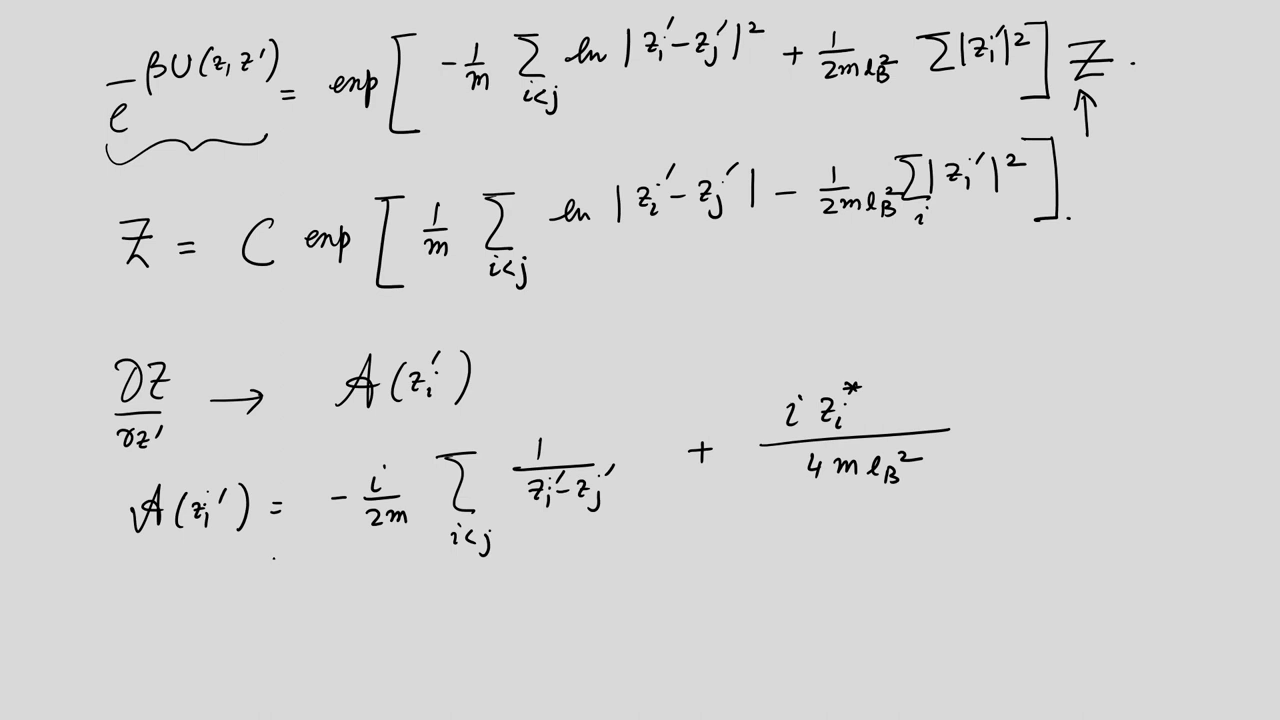 e^{-βU(z, z')} = exp[ -1/m ∑_{i<j} ln |z_i' - z_j'|^2 + 1/(2m l_B^2) ∑ |z_i'|^2 ] Z .
Z = C exp[ 1/m ∑_{i<j} ln |z_i' - z_j'| - 1/(2m l_B^2) ∑_i |z_i'|^2 ] .
∂Z/∂z' → A(z_i')
A(z_i') = - i/(2m) ∑_{i<j} 1/(z_i' - z_j') + i z_i^*/(4 m l_B^2)